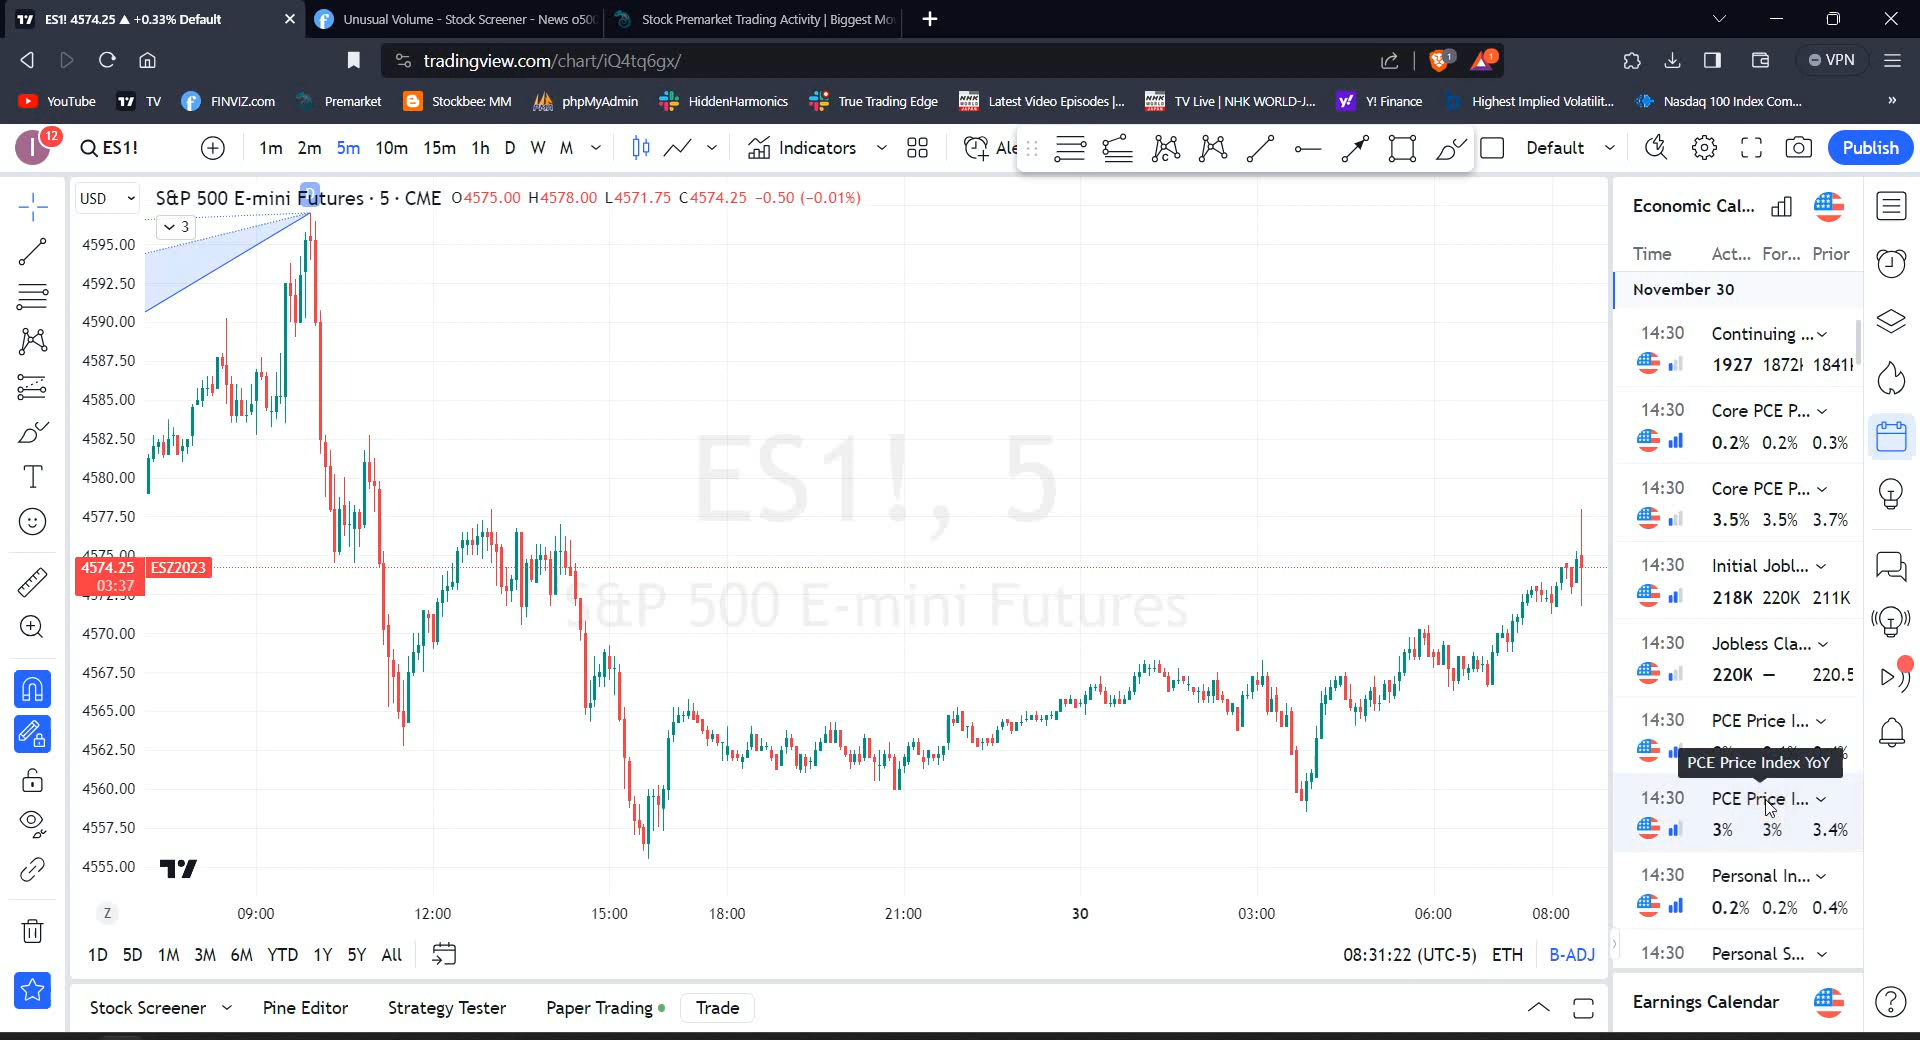 ES1! 4574.25 ▲ +0.33% Default
Unusual Volume - Stock Screener - News o500
Stock Premarket Trading Activity | Biggest Mo
tradingview.com/chart/iQ4tq6gx/
1
1
VPN
YouTube
TV
FINVIZ.com
Premarket
Stockbee: MM
phpMyAdmin
HiddenHarmonics
True Trading Edge
Latest Video Episodes |...
TV Live | NHK WORLD-J...
Y! Finance
Highest Implied Volatilit...
Nasdaq 100 Index Com...
»
I
12
ES1!
1m 2m 5m 10m 15m 1h D W M
Indicators
Ale
Default
Publish
USD
S&P 500 E-mini Futures · 5 · CME O4575.00 H4578.00 L4571.75 C4574.25 -0.50 (-0.01%)
3
4595.00
4592.50
4590.00
4587.50
4585.00
4582.50
4580.00
4577.50
4575.00
4574.25 ESZ2023
03:37
4572.50
4570.00
4567.50
4565.00
4562.50
4560.00
4557.50
4555.00
ES1!, 5
S&P 500 E-mini Futures
Z
09:00 12:00 15:00 18:00 21:00 30 03:00 06:00 08:00
1D 5D 1M 3M 6M YTD 1Y 5Y All
08:31:22 (UTC-5) ETH B-ADJ
Stock Screener
Pine Editor
Strategy Tester
Paper Trading
Trade
Economic Cal...
Time Act... For... Prior
November 30
14:30 Continuing ...
1927 1872k 1841k
14:30 Core PCE P...
0.2% 0.2% 0.3%
14:30 Core PCE P...
3.5% 3.5% 3.7%
14:30 Initial Jobl...
218K 220K 211K
14:30 Jobless Cla...
220K — 220.5
14:30 PCE Price I...
PCE Price Index YoY
14:30 PCE Price I...
3% 3% 3.4%
14:30 Personal In...
0.2% 0.2% 0.4%
14:30 Personal S...
Earnings Calendar